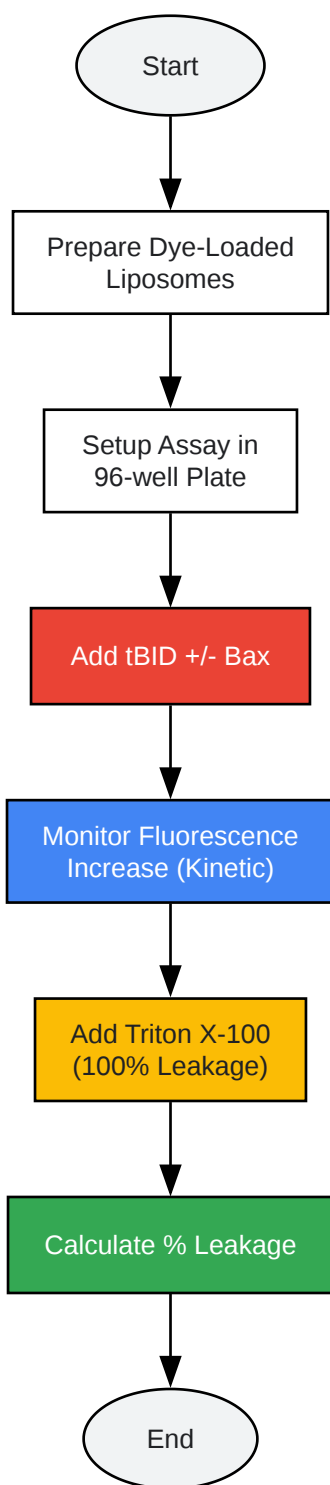 Start
Prepare Dye-Loaded
Liposomes
Setup Assay in
96-well Plate
Add tBID +/- Bax
Monitor Fluorescence
Increase (Kinetic)
Add Triton X-100
(100% Leakage)
Calculate % Leakage
End